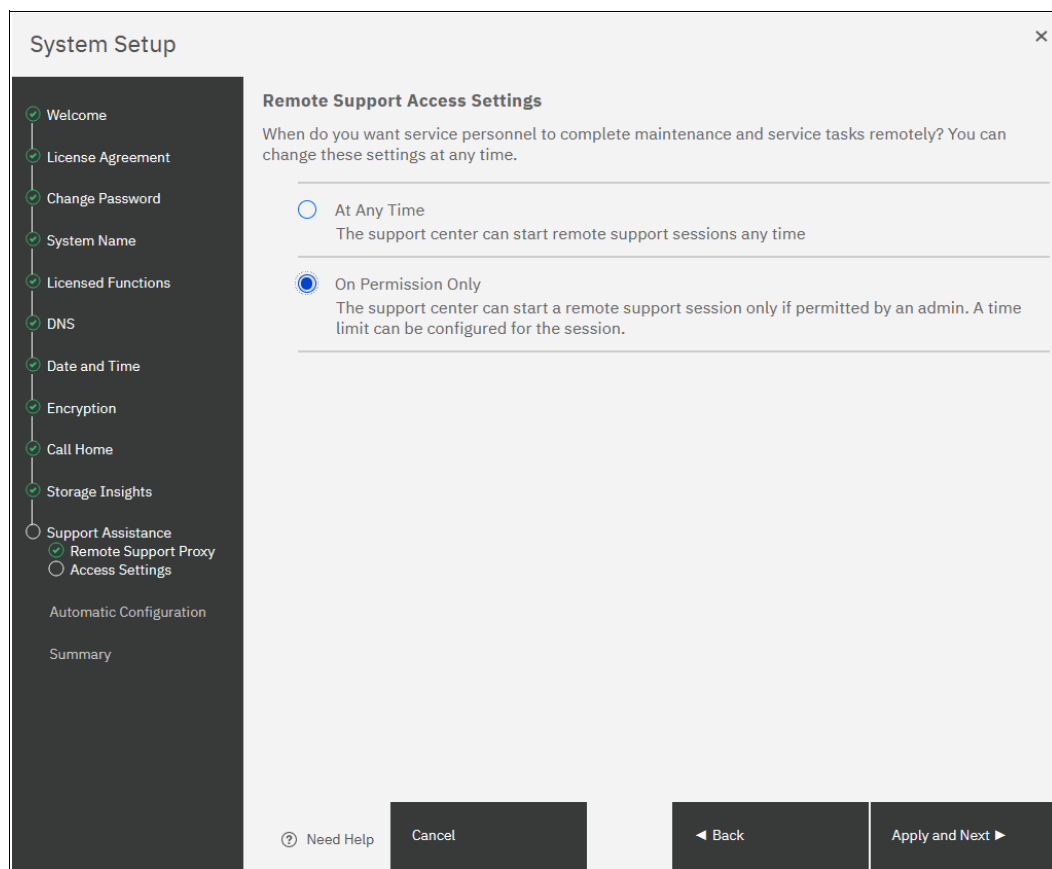 System Setup
Welcome
License Agreement
Change Password
System Name
Licensed Functions
DNS
Date and Time
Encryption
Call Home
Storage Insights
Support Assistance
Remote Support Proxy
Access Settings
Automatic Configuration
Summary
Remote Support Access Settings
When do you want service personnel to complete maintenance and service tasks remotely? You can
change these settings at any time.
At Any Time
The support center can start remote support sessions any time
On Permission Only
The support center can start a remote support session only if permitted by an admin. A time
limit can be configured for the session.
Need Help
Cancel
Back
Apply and Next